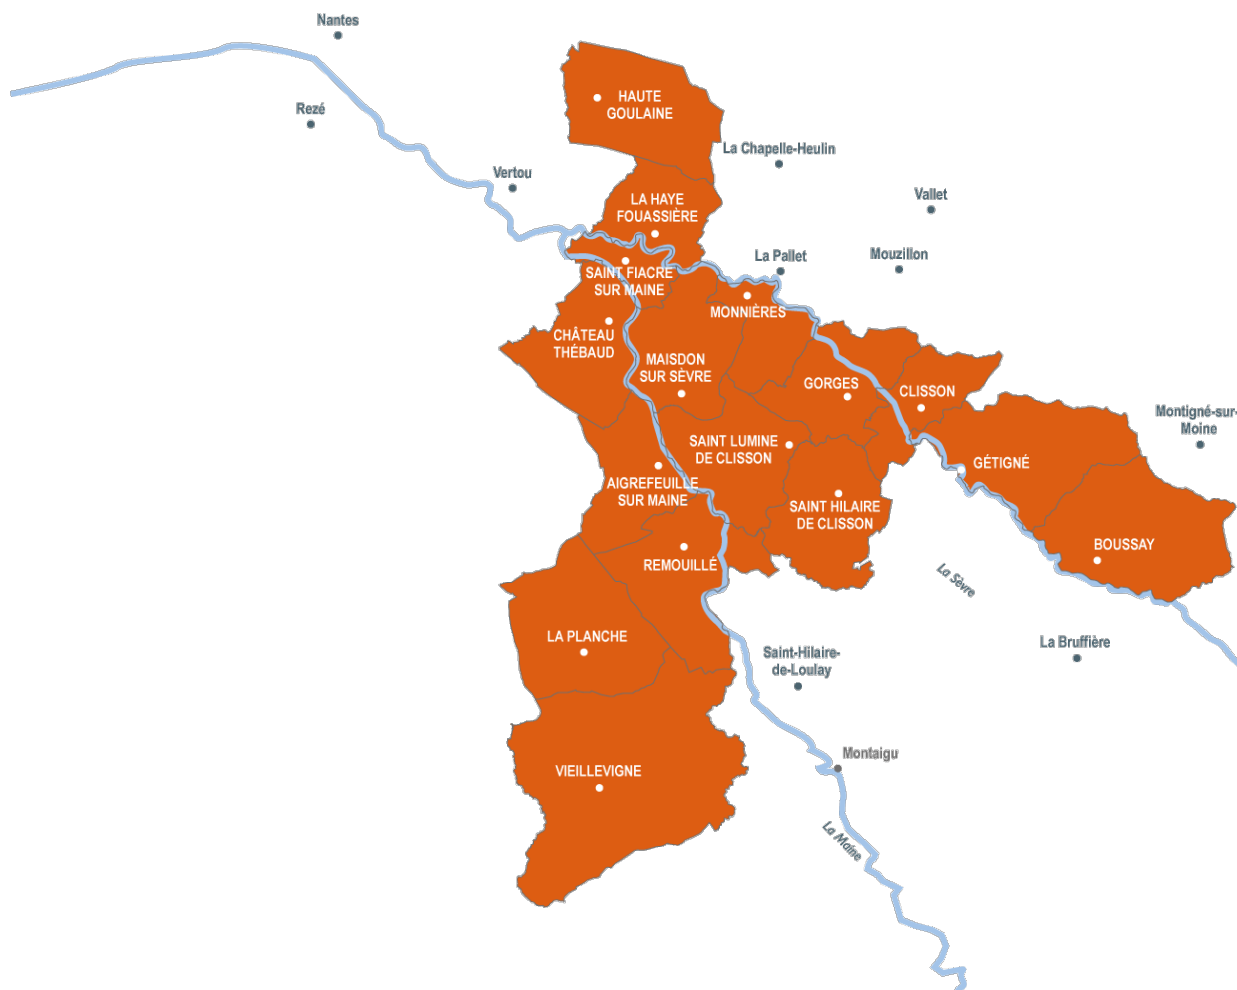 Nantes
HAUTE
GOULAINE
Rezé
La Chapelle-Heulin
Vertou
Vallet
LA HAYE
FOUASSIÈRE
La Pallet
Mouzillon
SAINT FIACRE
SUR MAINE
MONNIÈRES
CHÂTEAU
THÉBAUD
MAISDON
SUR SÈVRE
GORGES
CLISSON
Montigné-sur-
Moine
SAINT LUMINE
DE CLISSON
GÉTIGNÉ
AIGREFEUILLE
SUR MAINE
SAINT HILAIRE
DE CLISSON
BOUSSAY
REMOUILLÉ
La Sèvre
LA PLANCHE
La Bruffière
Saint-Hilaire-
de-Loulay
Montaigu
VIEILLEVIGNE
La Maine